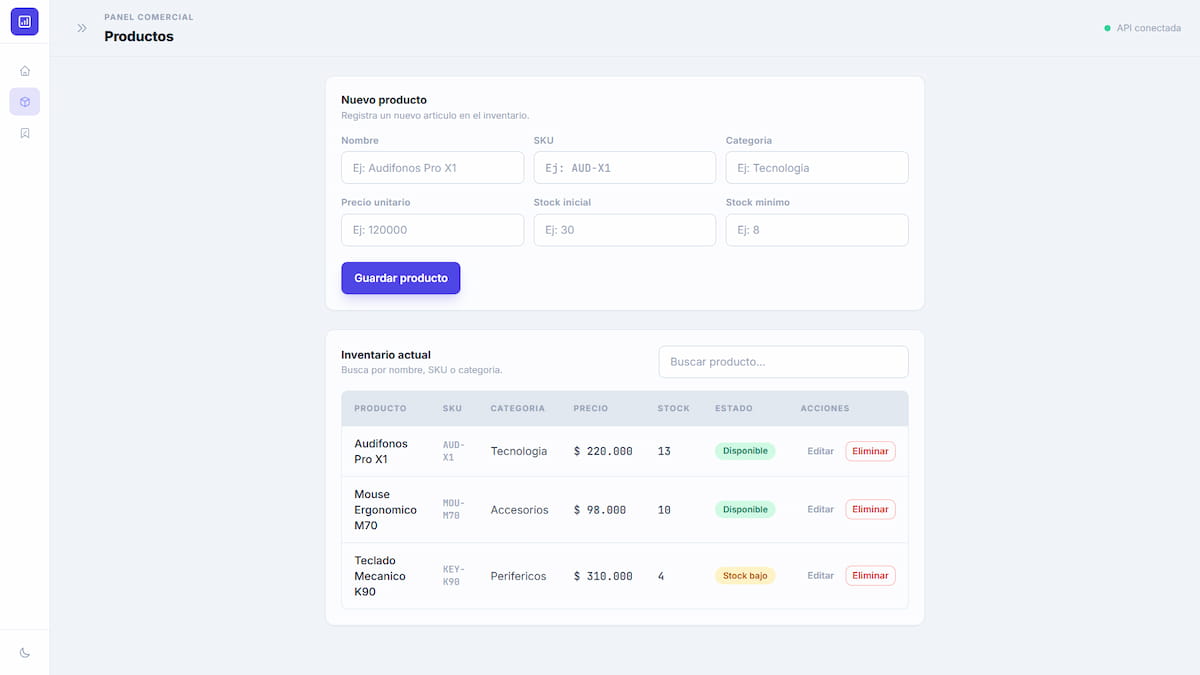 PANEL COMERCIAL
Productos
API conectada
Nuevo producto
Registra un nuevo articulo en el inventario.
Nombre
SKU
Categoria
Ej: Audifonos Pro X1
Ej: AUD-X1
Ej: Tecnologia
Precio unitario
Stock inicial
Stock minimo
Ej: 120000
Ej: 30
Ej: 8
Guardar producto
Inventario actual
Busca por nombre, SKU o categoria.
Buscar producto...
PRODUCTO SKU CATEGORIA PRECIO STOCK ESTADO ACCIONES
Audifonos
Pro X1
AUD-
X1
Tecnologia
$ 220.000
13
Disponible
Editar
Eliminar
Mouse
Ergonomico
M70
MOU-
M70
Accesorios
$ 98.000
10
Disponible
Editar
Eliminar
Teclado
Mecanico
K90
KEY-
K90
Perifericos
$ 310.000
4
Stock bajo
Editar
Eliminar